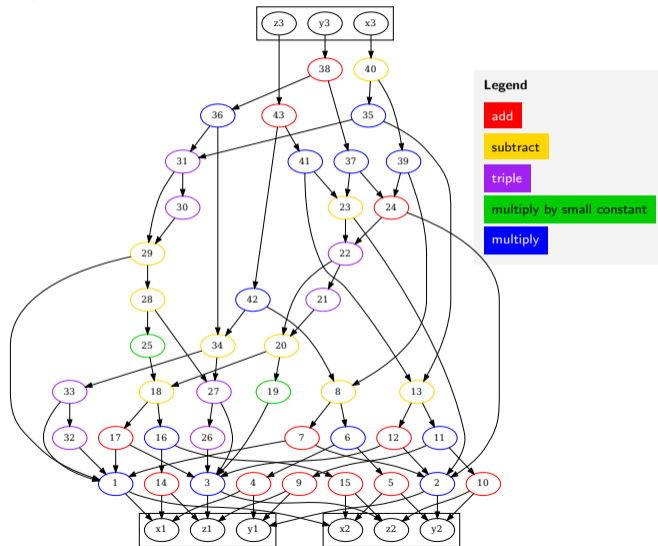 z3 y3 x3
38 40
Legend
36 43 35
add
31 41 37 39
subtract
30 23 24
triple
29 22
multiply by small constant
multiply
28 42 21
25 34 20
33 18 27 19 8 13
32 17 16 26 7 6 12 11
1 14 3 4 9 15 5 2 10
x1 z1 y1 x2 z2 y2